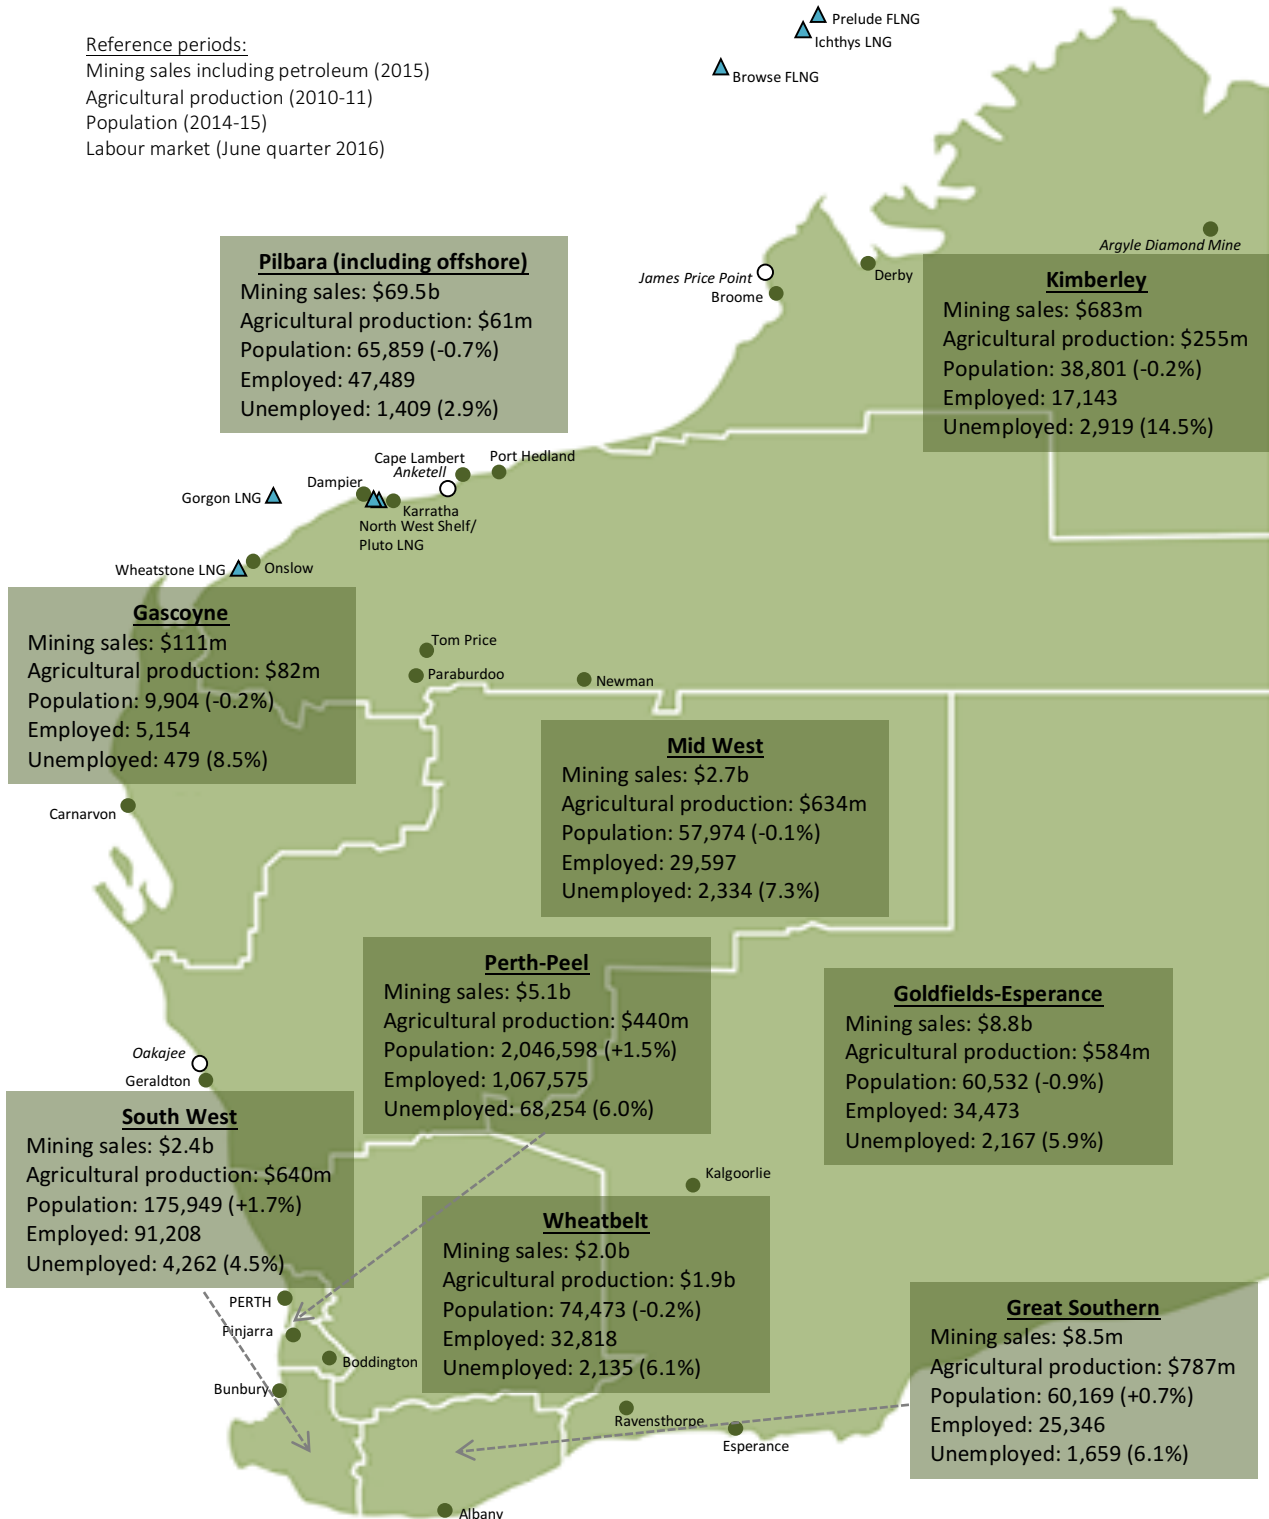 Prelude FLNG
Ichthys LNG
Browse FLNG
Reference periods:
Mining sales including petroleum (2015)
Agricultural production (2010-11)
Population (2014-15)
Labour market (June quarter 2016)
Argyle Diamond Mine
James Price Point
Broome
Derby
Pilbara (including offshore)
Mining sales: $69.5b
Agricultural production: $61m
Population: 65,859 (-0.7%)
Employed: 47,489
Unemployed: 1,409 (2.9%)
Kimberley
Mining sales: $683m
Agricultural production: $255m
Population: 38,801 (-0.2%)
Employed: 17,143
Unemployed: 2,919 (14.5%)
Cape Lambert
Anketell
Port Hedland
Dampier
Gorgon LNG
Karratha
North West Shelf/
Pluto LNG
Wheatstone LNG
Onslow
Gascoyne
Mining sales: $111m
Agricultural production: $82m
Population: 9,904 (-0.2%)
Employed: 5,154
Unemployed: 479 (8.5%)
Tom Price
Paraburdoo
Newman
Mid West
Mining sales: $2.7b
Agricultural production: $634m
Population: 57,974 (-0.1%)
Employed: 29,597
Unemployed: 2,334 (7.3%)
Carnarvon
Perth-Peel
Mining sales: $5.1b
Agricultural production: $440m
Population: 2,046,598 (+1.5%)
Employed: 1,067,575
Unemployed: 68,254 (6.0%)
Goldfields-Esperance
Mining sales: $8.8b
Agricultural production: $584m
Population: 60,532 (-0.9%)
Employed: 34,473
Unemployed: 2,167 (5.9%)
Oakajee
Geraldton
South West
Mining sales: $2.4b
Agricultural production: $640m
Population: 175,949 (+1.7%)
Employed: 91,208
Unemployed: 4,262 (4.5%)
Kalgoorlie
Wheatbelt
Mining sales: $2.0b
Agricultural production: $1.9b
Population: 74,473 (-0.2%)
Employed: 32,818
Unemployed: 2,135 (6.1%)
PERTH
Pinjarra
Boddington
Bunbury
Great Southern
Mining sales: $8.5m
Agricultural production: $787m
Population: 60,169 (+0.7%)
Employed: 25,346
Unemployed: 1,659 (6.1%)
Ravensthorpe
Esperance
Albany